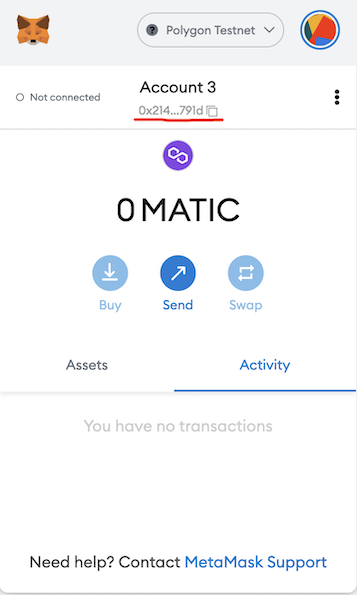 Polygon Testnet
Not connected
Account 3
0x214...791d
0 MATIC
Buy
Send
Swap
Assets
Activity
You have no transactions
Need help? Contact MetaMask Support